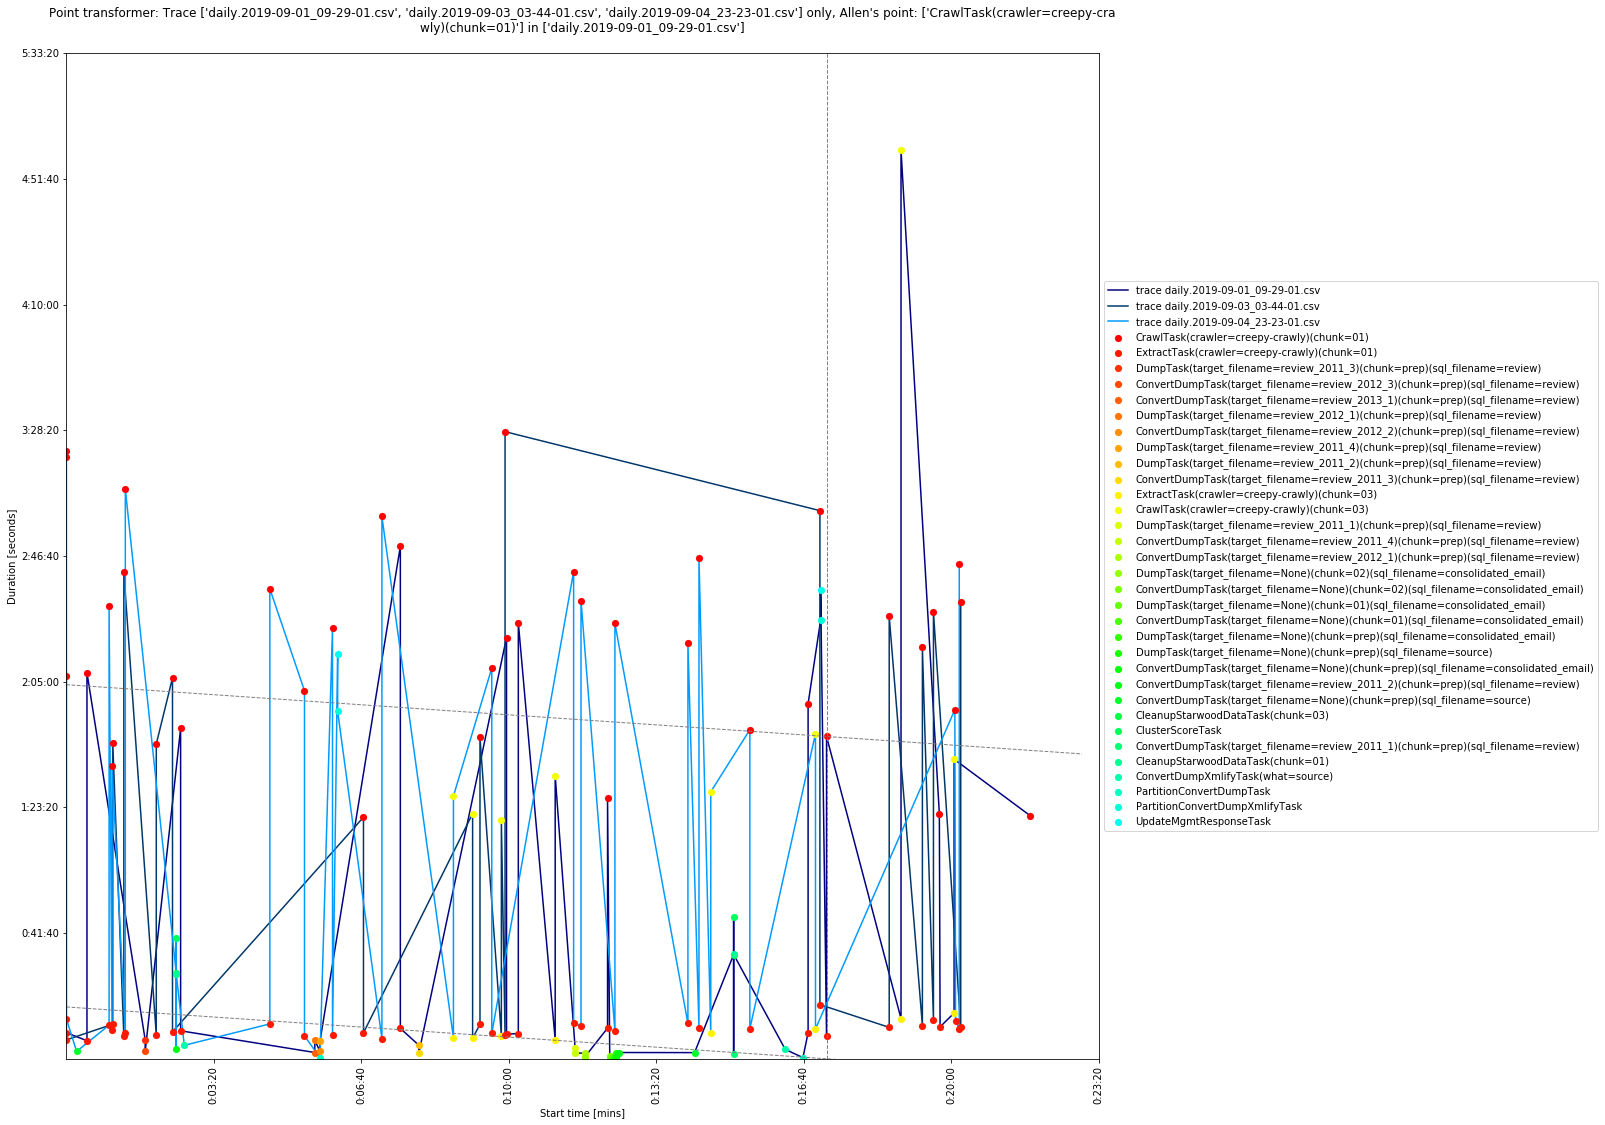 Point transformer: Trace ['daily.2019-09-01_09-29-01.csv', 'daily.2019-09-03_03-44-01.csv', 'daily.2019-09-04_23-23-01.csv'] only, Allen's point: ['CrawlTask(crawler=creepy-cra
wly)(chunk=01)'] in ['daily.2019-09-01_09-29-01.csv']
5:33:20
4:51:40
4:10:00
3:28:20
2:46:40
2:05:00
1:23:20
0:41:40
Duration [seconds]
0:03:20
0:06:40
0:10:00
0:13:20
0:16:40
0:20:00
0:23:20
Start time [mins]
trace daily.2019-09-01_09-29-01.csv
trace daily.2019-09-03_03-44-01.csv
trace daily.2019-09-04_23-23-01.csv
CrawlTask(crawler=creepy-crawly)(chunk=01)
ExtractTask(crawler=creepy-crawly)(chunk=01)
DumpTask(target_filename=review_2011_3)(chunk=prep)(sql_filename=review)
ConvertDumpTask(target_filename=review_2012_3)(chunk=prep)(sql_filename=review)
ConvertDumpTask(target_filename=review_2013_1)(chunk=prep)(sql_filename=review)
DumpTask(target_filename=review_2012_1)(chunk=prep)(sql_filename=review)
ConvertDumpTask(target_filename=review_2012_2)(chunk=prep)(sql_filename=review)
DumpTask(target_filename=review_2011_4)(chunk=prep)(sql_filename=review)
DumpTask(target_filename=review_2011_2)(chunk=prep)(sql_filename=review)
ConvertDumpTask(target_filename=review_2011_3)(chunk=prep)(sql_filename=review)
ExtractTask(crawler=creepy-crawly)(chunk=03)
CrawlTask(crawler=creepy-crawly)(chunk=03)
DumpTask(target_filename=review_2011_1)(chunk=prep)(sql_filename=review)
ConvertDumpTask(target_filename=review_2011_4)(chunk=prep)(sql_filename=review)
ConvertDumpTask(target_filename=review_2012_1)(chunk=prep)(sql_filename=review)
DumpTask(target_filename=None)(chunk=02)(sql_filename=consolidated_email)
ConvertDumpTask(target_filename=None)(chunk=02)(sql_filename=consolidated_email)
DumpTask(target_filename=None)(chunk=01)(sql_filename=consolidated_email)
ConvertDumpTask(target_filename=None)(chunk=01)(sql_filename=consolidated_email)
DumpTask(target_filename=None)(chunk=prep)(sql_filename=consolidated_email)
DumpTask(target_filename=None)(chunk=prep)(sql_filename=source)
ConvertDumpTask(target_filename=None)(chunk=prep)(sql_filename=consolidated_email)
ConvertDumpTask(target_filename=review_2011_2)(chunk=prep)(sql_filename=review)
ConvertDumpTask(target_filename=None)(chunk=prep)(sql_filename=source)
CleanupStarwoodDataTask(chunk=03)
ClusterScoreTask
ConvertDumpTask(target_filename=review_2011_1)(chunk=prep)(sql_filename=review)
CleanupStarwoodDataTask(chunk=01)
ConvertDumpXmlifyTask(what=source)
PartitionConvertDumpTask
PartitionConvertDumpXmlifyTask
UpdateMgmtResponseTask